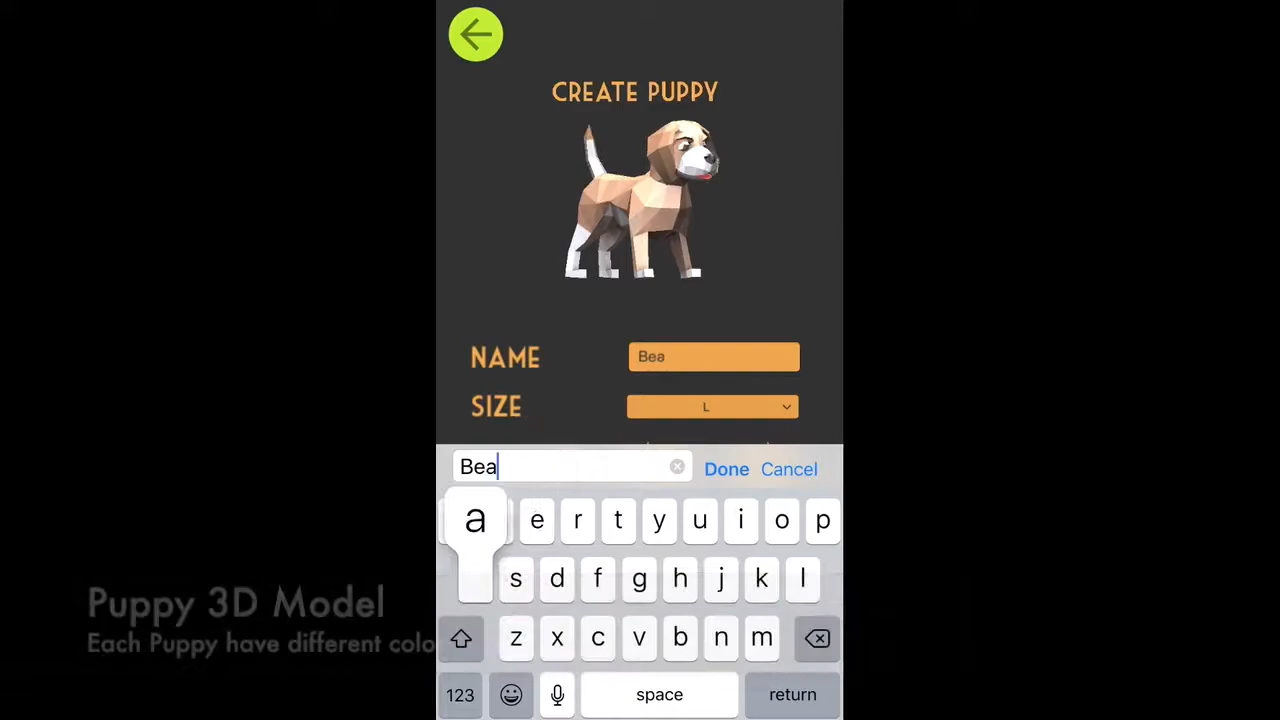 CREATE PUPPY
NAME
Bea
SIZE
L
Bea
Done Cancel
a e r t y u i o p
s d f g h j k l
z x c v b n m
123 space return
Puppy 3D Model
Each Puppy have different colo